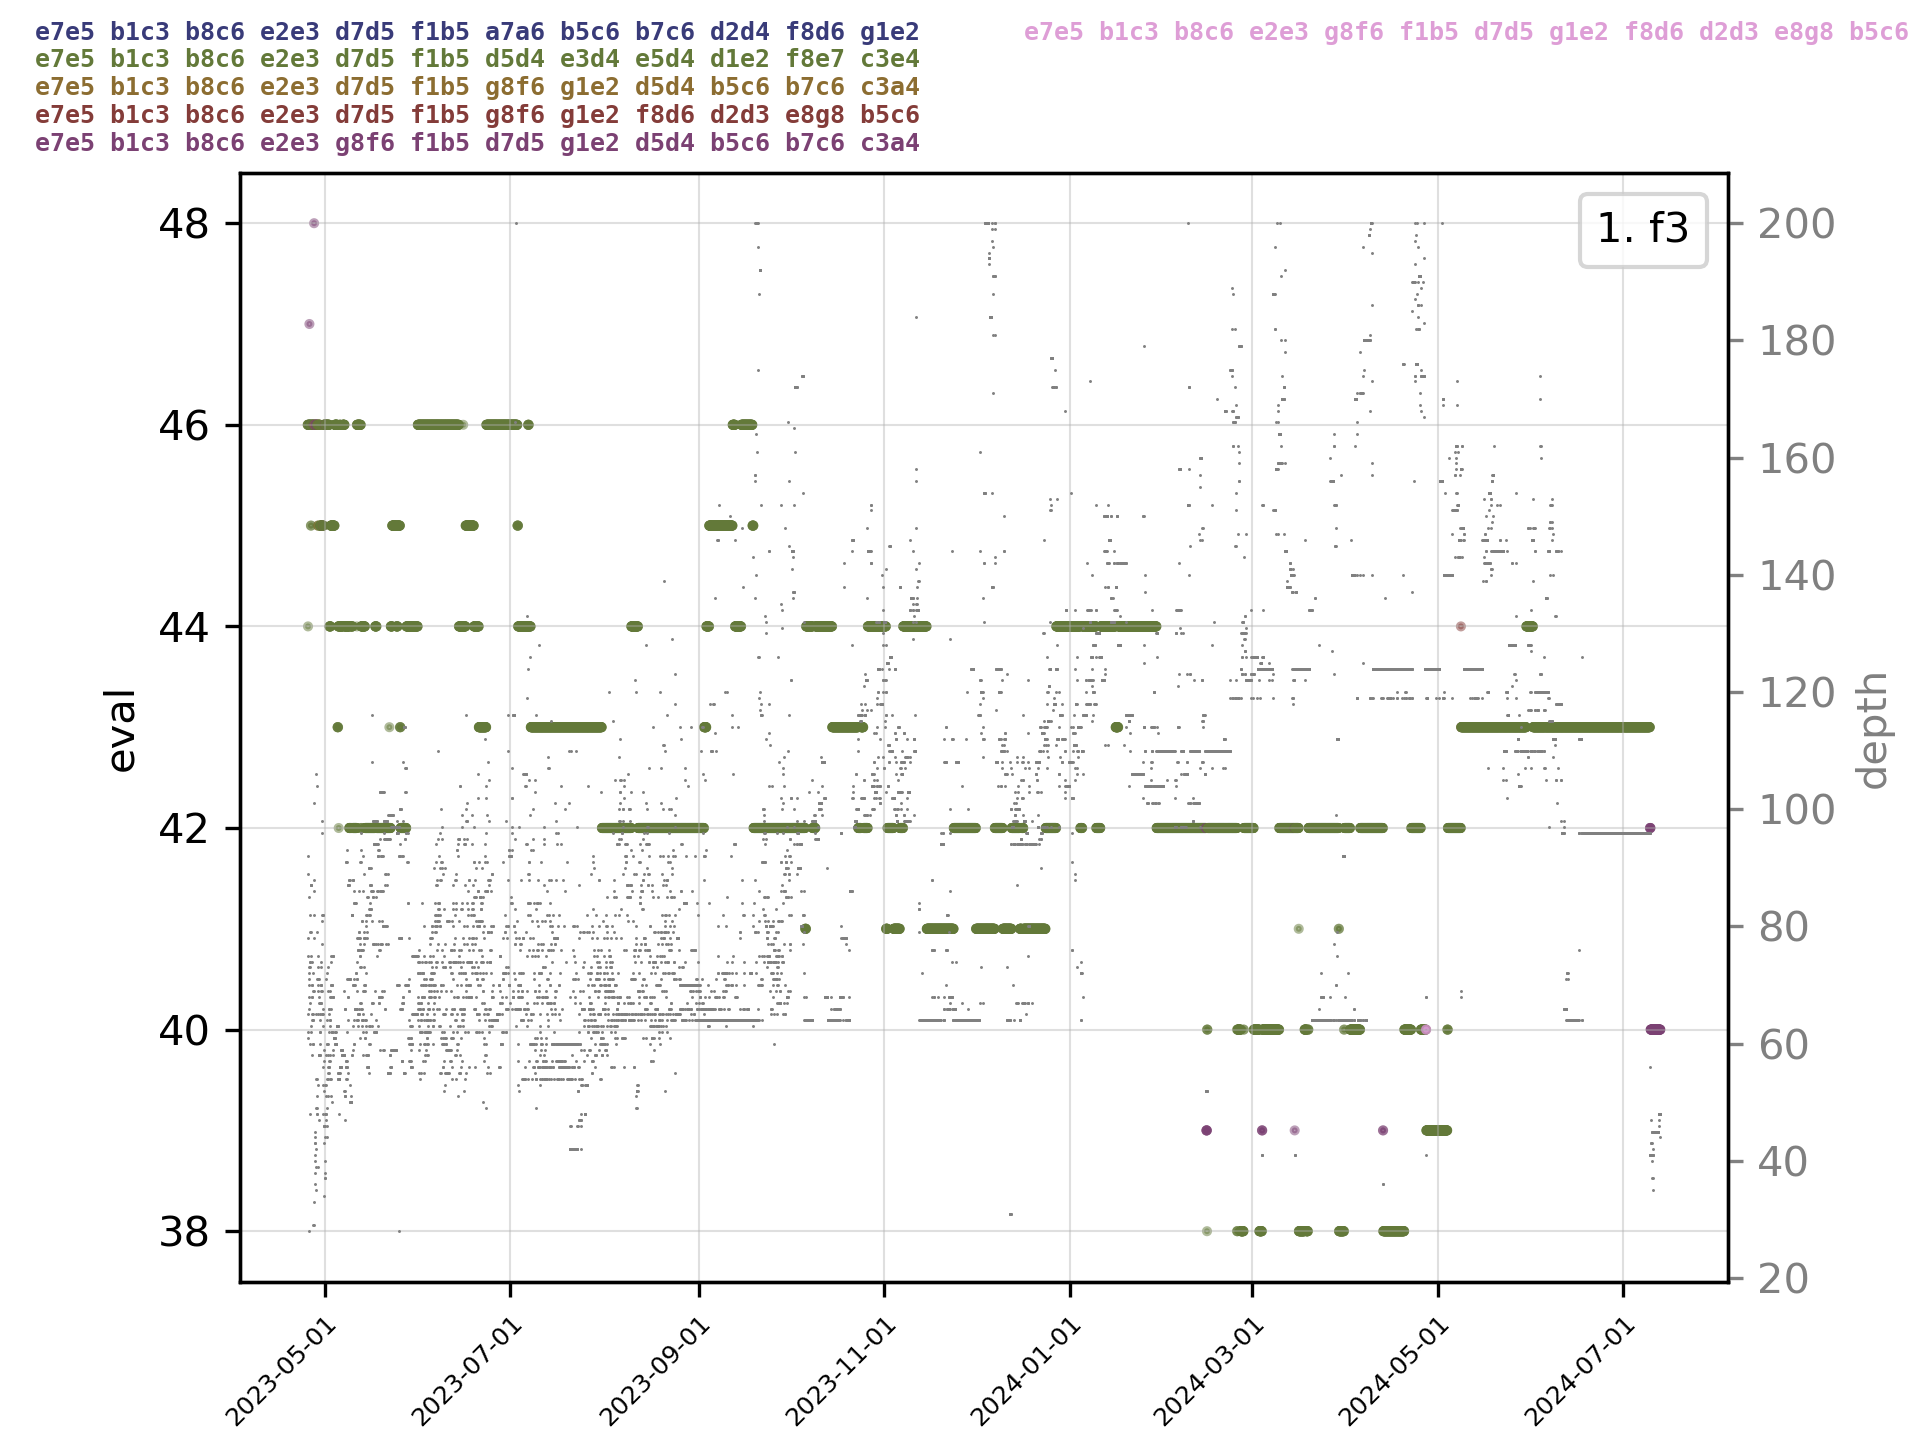 e7e5 b1c3 b8c6 e2e3 d7d5 f1b5 a7a6 b5c6 b7c6 d2d4 f8d6 g1e2
e7e5 b1c3 b8c6 e2e3 d7d5 f1b5 d5d4 e3d4 e5d4 d1e2 f8e7 c3e4
e7e5 b1c3 b8c6 e2e3 d7d5 f1b5 g8f6 g1e2 d5d4 b5c6 b7c6 c3a4
e7e5 b1c3 b8c6 e2e3 d7d5 f1b5 g8f6 g1e2 f8d6 d2d3 e8g8 b5c6
e7e5 b1c3 b8c6 e2e3 g8f6 f1b5 d7d5 g1e2 d5d4 b5c6 b7c6 c3a4
e7e5 b1c3 b8c6 e2e3 g8f6 f1b5 d7d5 g1e2 f8d6 d2d3 e8g8 b5c6
1. f3
eval
48
46
44
42
40
38
depth
200
180
160
140
120
100
80
60
40
20
2023-05-01
2023-07-01
2023-09-01
2023-11-01
2024-01-01
2024-03-01
2024-05-01
2024-07-01